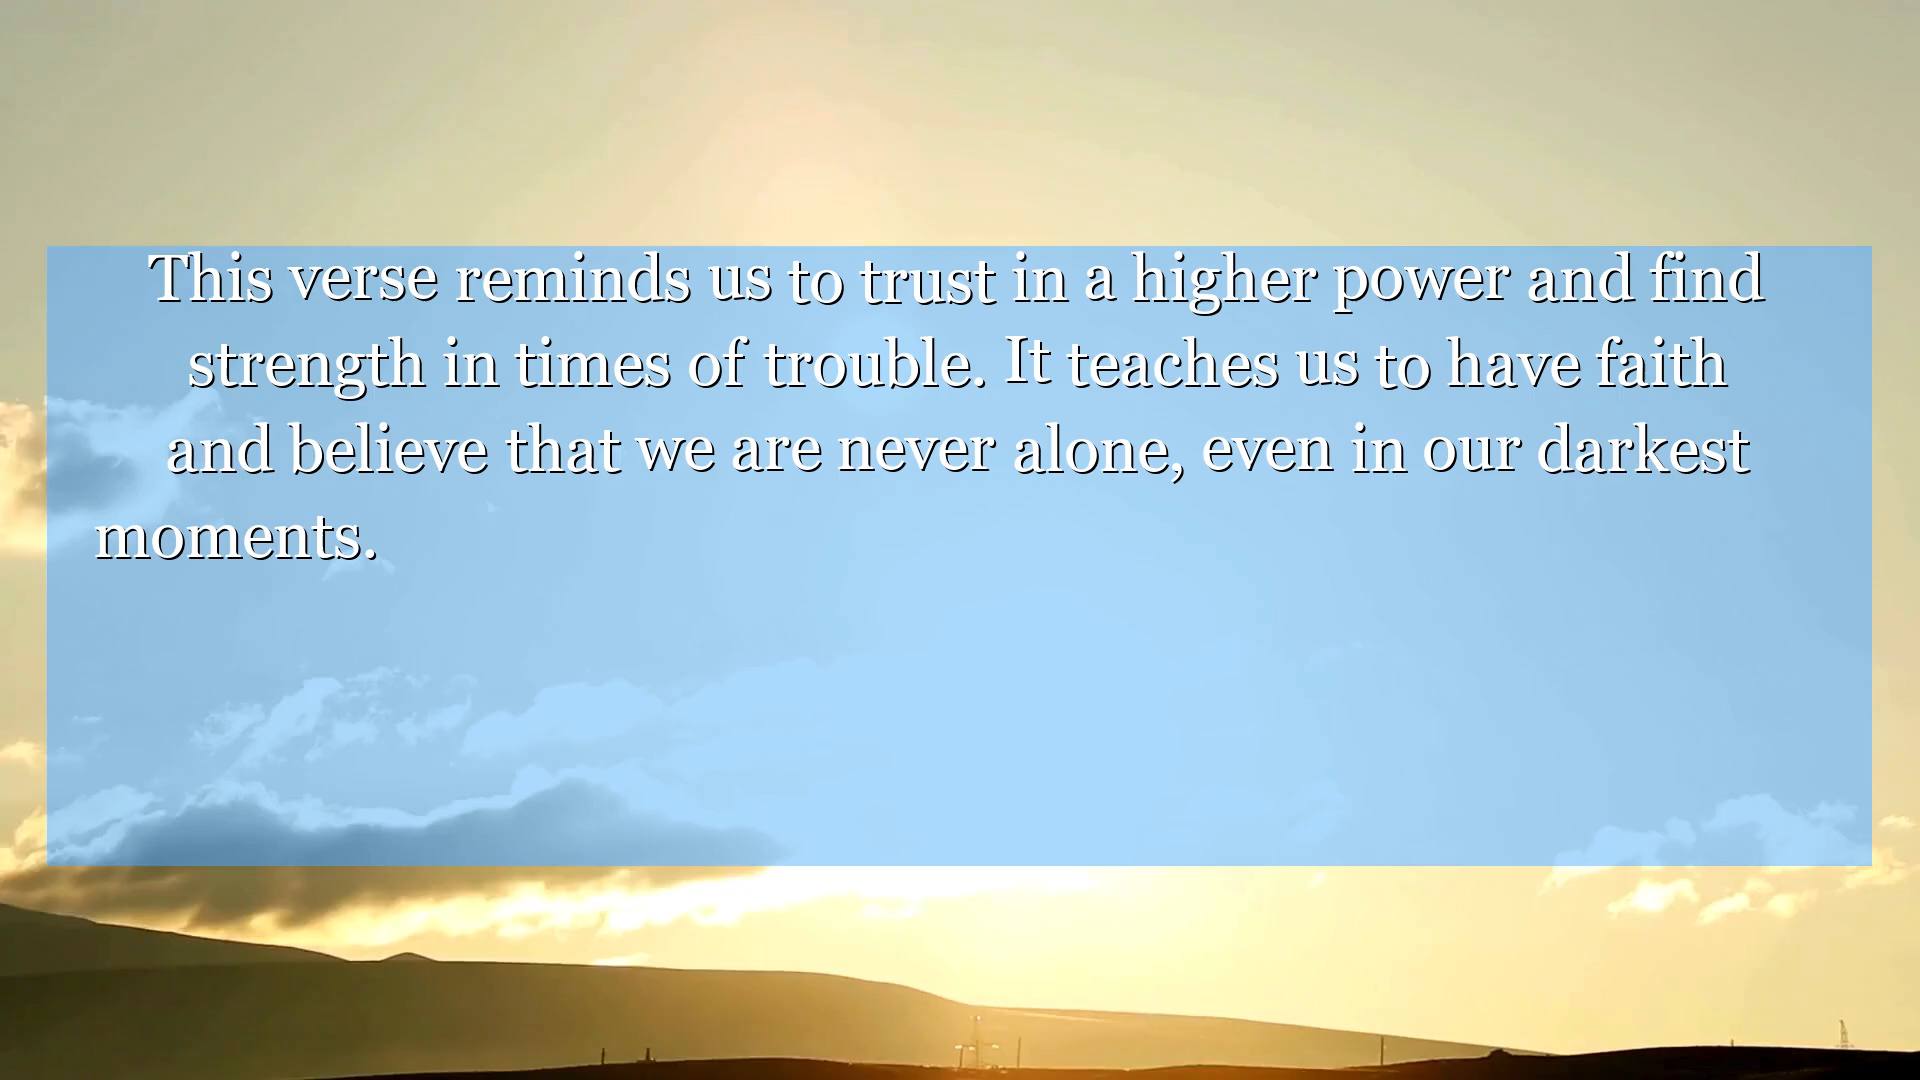 This verse reminds us to trust in a higher power and find
strength in times of trouble. It teaches us to have faith
and believe that we are never alone, even in our darkest
moments.